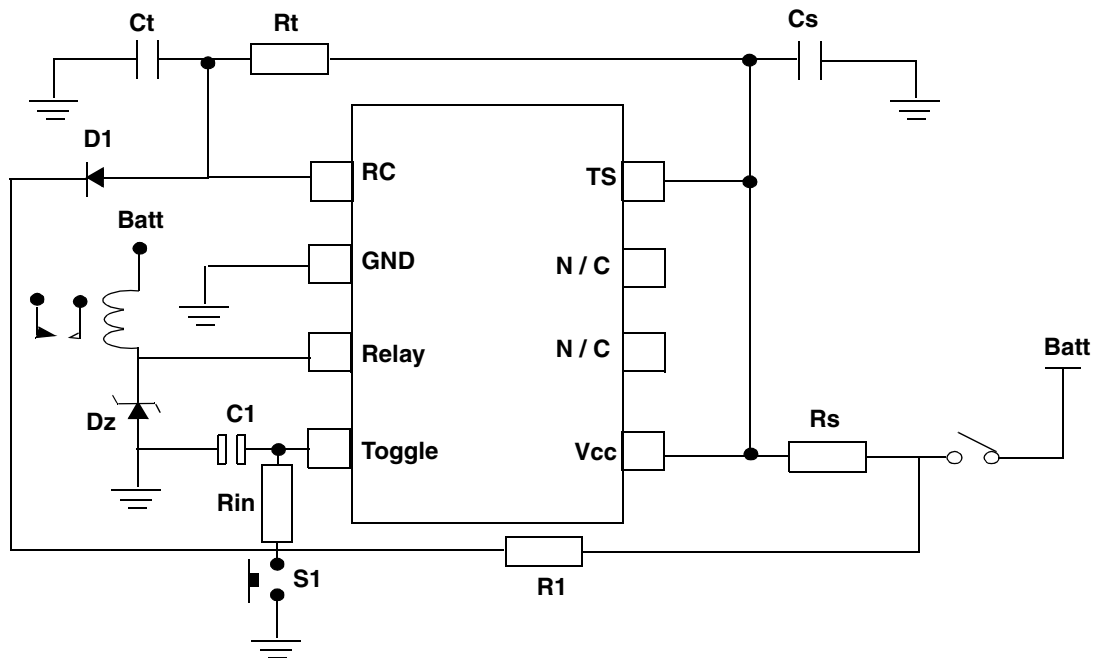 Ct
Rt
Cs
D1
RC
TS
Batt
GND
N / C
Relay
N / C
Batt
Dz
C1
Toggle
Vcc
Rs
Rin
S1
R1